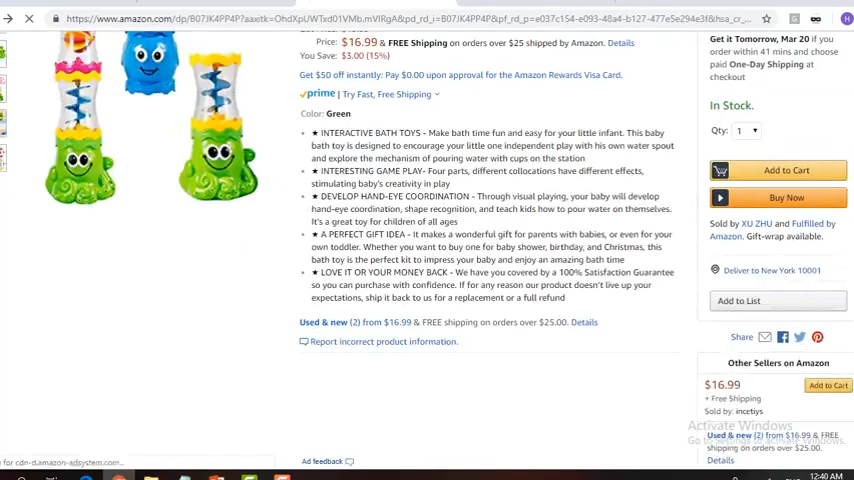 https://www.amazon.com/dp/B07JK4PP4P?aaxitk=OhdXpUWTxd01VMb.mVIRgA&pd_rd_i=B07JK4PP4P&pf_rd_p=e037c154-e093-48a4-b127-477e5e294e3f&hsa_cr_...
Price: $16.99 & FREE Shipping on orders over $25 shipped by Amazon. Details
You Save: $3.00 (15%)
Get $50 off instantly: Pay $0.00 upon approval for the Amazon Rewards Visa Card.
prime | Try Fast, Free Shipping
Color: Green
★ INTERACTIVE BATH TOYS - Make bath time fun and easy for your little infant. This baby
bath toy is designed to encourage your little one independent play with his own water spout
and explore the mechanism of pouring water with cups on the station
★ INTERESTING GAME PLAY- Four parts, different collocations have different effects,
stimulating baby's creativity in play
★ DEVELOP HAND-EYE COORDINATION - Through visual playing, your baby will develop
hand-eye coordination, shape recognition, and teach kids how to pour water on themselves.
It's a great toy for children of all ages
★ A PERFECT GIFT IDEA - It makes a wonderful gift for parents with babies, or even for your
own toddler. Whether you want to buy one for baby shower, birthday, and Christmas, this
bath toy is the perfect kit to impress your baby and enjoy an amazing bath time
★ LOVE IT OR YOUR MONEY BACK - We have you covered by a 100% Satisfaction Guarantee
so you can purchase with confidence. If for any reason our product doesn't live up your
expectations, ship it back to us for a replacement or a full refund
Used & new (2) from $16.99 & FREE shipping on orders over $25.00. Details
Report incorrect product information.
Ad feedback
Get it Tomorrow, Mar 20 if you
order within 41 mins and choose
paid One-Day Shipping at
checkout
In Stock.
Qty: 1
Add to Cart
Buy Now
Sold by XU ZHU and Fulfilled by
Amazon. Gift-wrap available.
Deliver to New York 10001
Add to List
Share
Other Sellers on Amazon
$16.99
Add to Cart
+ Free Shipping
Sold by: incetiys
Activate Windows
Go to Settings to activate Windows.
Used & new (2) from $16.99 & FREE
shipping on orders over $25.00.
Details
g for cdn-d.amazon-adsystem.com...
12:40 AM